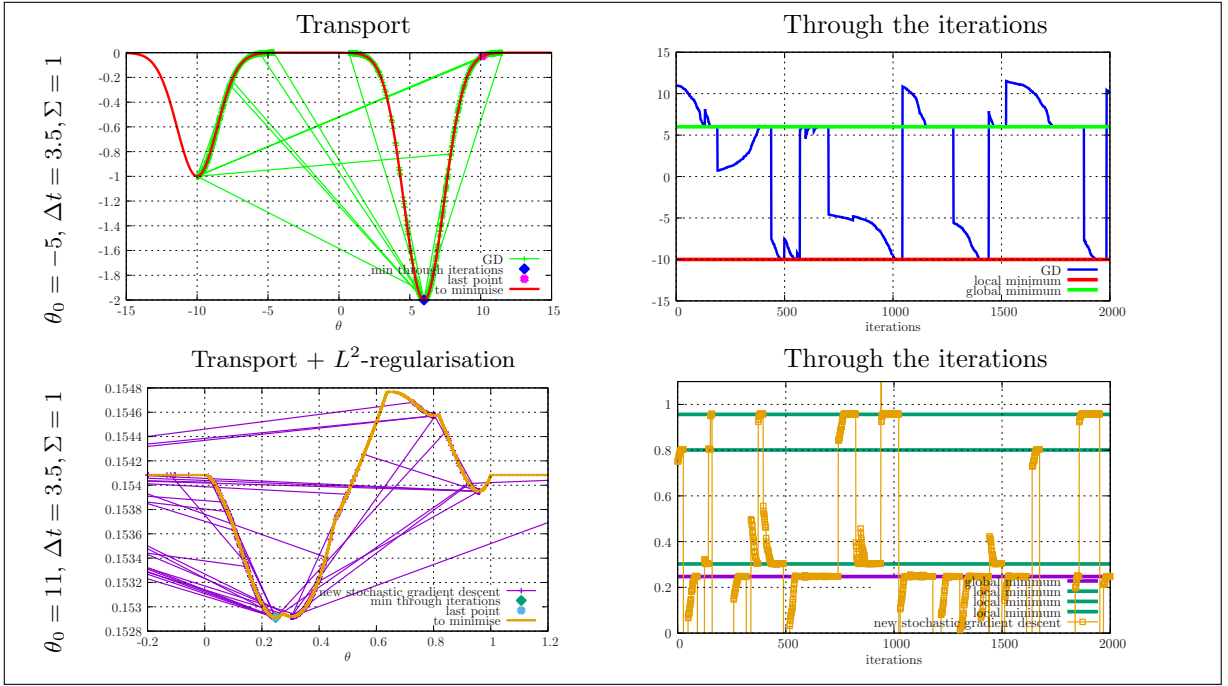 Transport
Through the iterations
θ₀ = −5, Δt = 3.5, Σ = 1
0
-0.2
-0.4
-0.6
-0.8
-1
-1.2
-1.4
-1.6
-1.8
-2
-15
-10
-5
0
5
10
15
θ
GD
min through iterations
last point
to minimise
15
10
5
0
-5
-10
-15
0
500
1000
1500
2000
iterations
GD
local minimum
global minimum
Transport + L²-regularisation
Through the iterations
θ₀ = 11, Δt = 3.5, Σ = 1
0.1548
0.1546
0.1544
0.1542
0.154
0.1538
0.1536
0.1534
0.1532
0.153
0.1528
-0.2
0
0.2
0.4
0.6
0.8
1
1.2
θ
new stochastic gradient descent
min through iterations
last point
to minimise
1
0.8
0.6
0.4
0.2
0
0
500
1000
1500
2000
iterations
global minimum
local minimum
local minimum
local minimum
new stochastic gradient descent